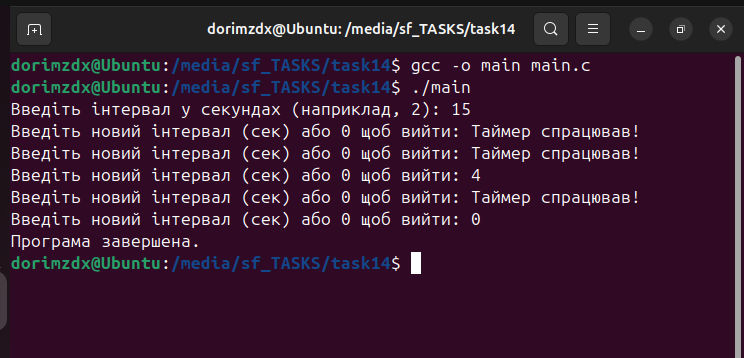 dorimzdx@Ubuntu: /media/sf_TASKS/task14
dorimzdx@Ubuntu:/media/sf_TASKS/task14$ gcc -o main main.c
dorimzdx@Ubuntu:/media/sf_TASKS/task14$ ./main
Введіть інтервал у секундах (наприклад, 2): 15
Введіть новий інтервал (сек) або 0 щоб вийти: Таймер спрацював!
Введіть новий інтервал (сек) або 0 щоб вийти: Таймер спрацював!
Введіть новий інтервал (сек) або 0 щоб вийти: 4
Введіть новий інтервал (сек) або 0 щоб вийти: Таймер спрацював!
Введіть новий інтервал (сек) або 0 щоб вийти: 0
Програма завершена.
dorimzdx@Ubuntu:/media/sf_TASKS/task14$